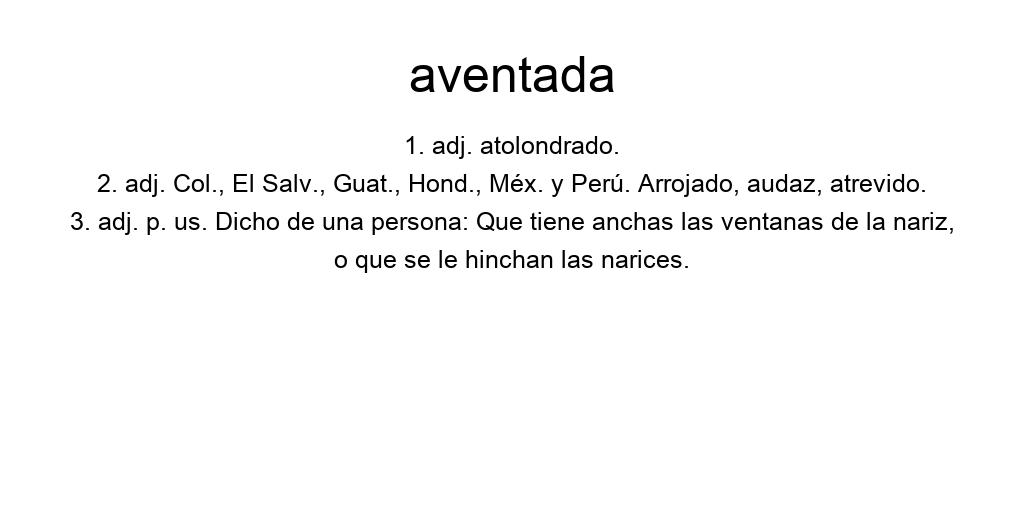 aventada
1. adj. atolondrado.
2. adj. Col., El Salv., Guat., Hond., Méx. y Perú. Arrojado, audaz, atrevido.
3. adj. p. us. Dicho de una persona: Que tiene anchas las ventanas de la nariz,
o que se le hinchan las narices.